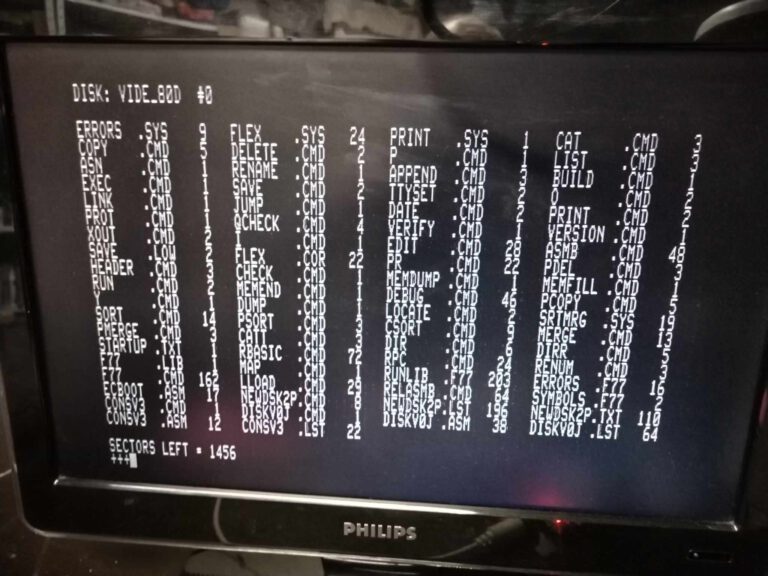 DISK: VIDE_80D #0
ERRORS .SYS 9 FLEX .SYS 24 PRINT .SYS 1 CAT .CMD 3
COPY .CMD 5 DELETE .CMD 2 P .CMD 1 LIST .CMD 3
ASN .CMD 1 RENAME .CMD 1 APPEND .CMD 3 BUILD .CMD 1
EXEC .CMD 1 SAVE .CMD 2 TTYSET .CMD 2 O .CMD 2
LINK .CMD 1 JUMP .CMD 1 DATE .CMD 2 PRINT .CMD 2
PROT .CMD 1 QCHECK .CMD 4 VERIFY .CMD 1 VERSION .CMD 1
XOUT .CMD 2 I .CMD 1 EDIT .CMD 28 ASMB .CMD 48
SAVE .LOW 2 FLEX .COR 22 PR .CMD 22 PDEL .CMD 3
HEADER .CMD 3 CHECK .CMD 1 MEMDUMP .CMD 1 MEMFILL .CMD 1
RUN .CMD 2 MEMEND .CMD 1 DEBUG .CMD 46 PCOPY .CMD 5
Y .CMD 1 DUMP .CMD 1 LOCATE .CMD 2 SRTMRG .SYS 19
SORT .CMD 14 PSORT .CMD 3 CSORT .CMD 8 MERGE .CMD 13
PMERGE .CMD 3 CAT1 .CMD 3 DIR .CMD 6 DIRR .CMD 5
STARTUP .TXT 1 RBASIC .CMD 72 RPC .CMD 24 RENUM .CMD 3
F77 .LIB 1 MAP .CMD 1 RUNLIB .F77 203 ERRORS .F77 15
F77 .CMD 162 LLOAD .CMD 29 RELASMB .CMD 64 SYMBOLS .F77 2
ECBOOT .ASM 17 NEWDSK2P.CMD 8 NEWDSK2P.LST 196 NEWDSK2P.TXT 110
CONSV3 .CMD 1 DISKV0J .CMD 1 DISKV0J .ASM 38 DISKV0J .LST 64
CONSV3 .ASM 12 CONSV3 .LST 22
SECTORS LEFT = 1456
+++
PHILIPS